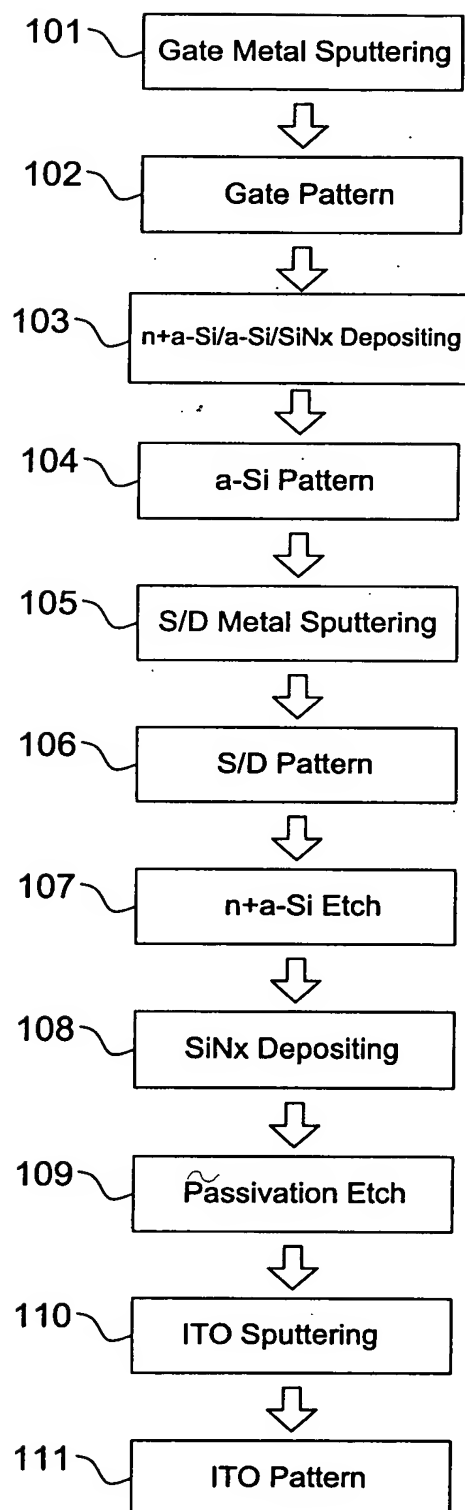 101 Gate Metal Sputtering
102 Gate Pattern
103 n+a-Si/a-Si/SiNx Depositing
104 a-Si Pattern
105 S/D Metal Sputtering
106 S/D Pattern
107 n+a-Si Etch
108 SiNx Depositing
109 Passivation Etch
110 ITO Sputtering
111 ITO Pattern